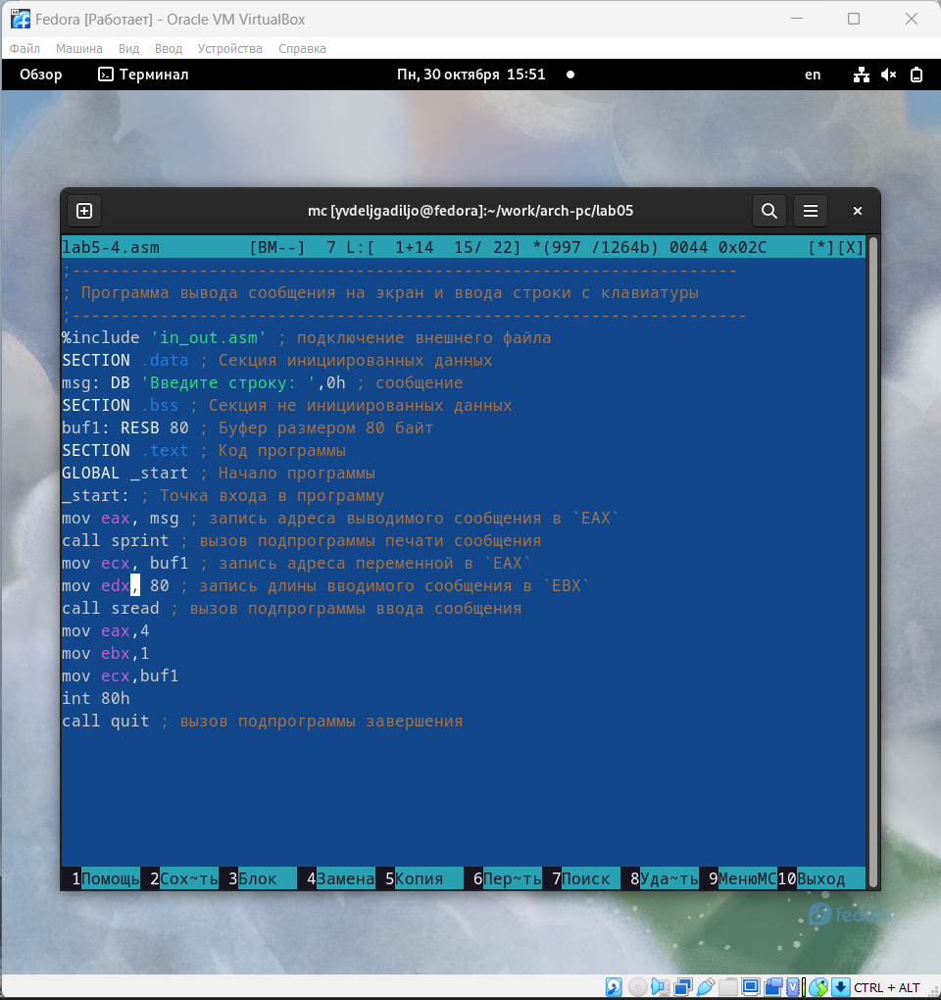 Fedora [Работает] - Oracle VM VirtualBox
Файл Машина Вид Ввод Устройства Справка
Обзор Терминал Пн, 30 октября 15:51 en
mc [yvdeljgadiljo@fedora]:~/work/arch-pc/lab05
lab5-4.asm [BM--] 7 L:[ 1+14 15/ 22] *(997 /1264b) 0044 0x02C [*][X]
;--------------------------------------------------------------------
; Программа вывода сообщения на экран и ввода строки с клавиатуры
;---------------------------------------------------------------------
%include 'in_out.asm' ; подключение внешнего файла
SECTION .data ; Секция инициированных данных
msg: DB 'Введите строку: ',0h ; сообщение
SECTION .bss ; Секция не инициированных данных
buf1: RESB 80 ; Буфер размером 80 байт
SECTION .text ; Код программы
GLOBAL _start ; Начало программы
_start: ; Точка входа в программу
mov eax, msg ; запись адреса выводимого сообщения в `EAX`
call sprint ; вызов подпрограммы печати сообщения
mov ecx, buf1 ; запись адреса переменной в `EAX`
mov edx, 80 ; запись длины вводимого сообщения в `EBX`
call sread ; вызов подпрограммы ввода сообщения
mov eax,4
mov ebx,1
mov ecx,buf1
int 80h
call quit ; вызов подпрограммы завершения
1Помощь 2Сох~ть 3Блок 4Замена 5Копия 6Пер~ть 7Поиск 8Уда~ть 9МенюMC 10Выход
fedora
CTRL + ALT